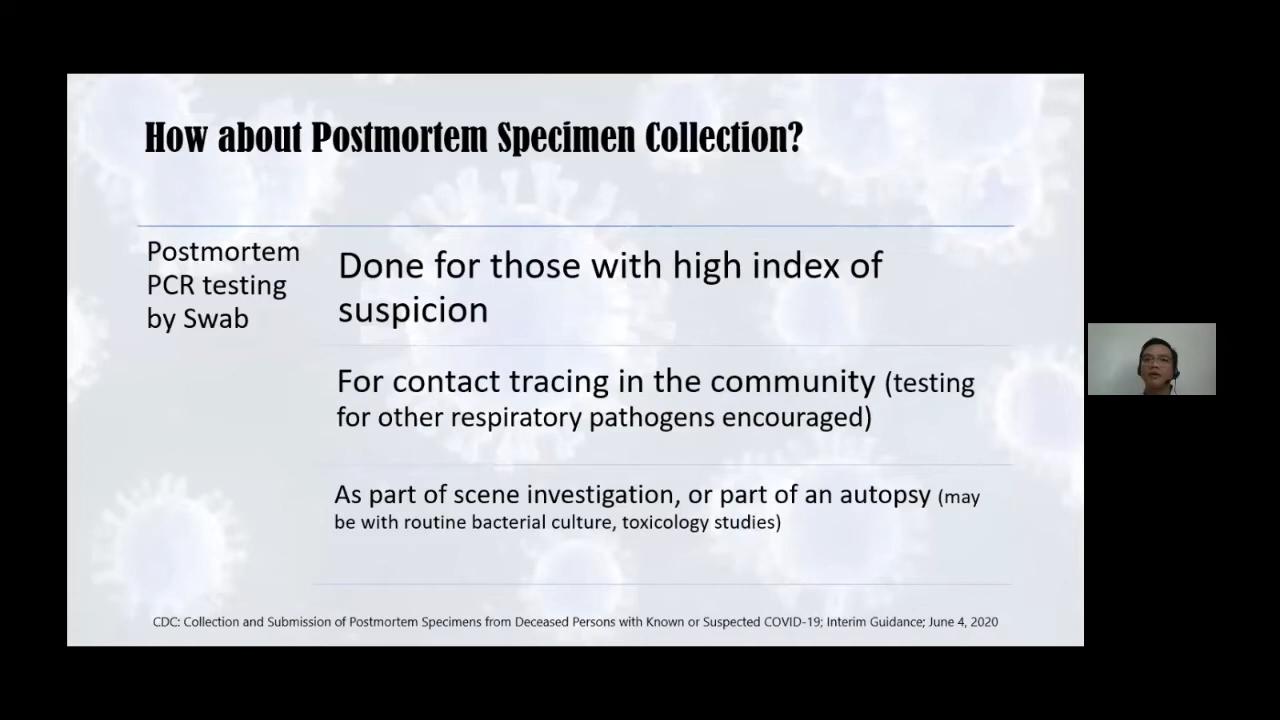 How about Postmortem Specimen Collection?
Postmortem
PCR testing
by Swab
Done for those with high index of
suspicion
For contact tracing in the community (testing
for other respiratory pathogens encouraged)
As part of scene investigation, or part of an autopsy (may
be with routine bacterial culture, toxicology studies)
CDC: Collection and Submission of Postmortem Specimens from Deceased Persons with Known or Suspected COVID-19; Interim Guidance; June 4, 2020